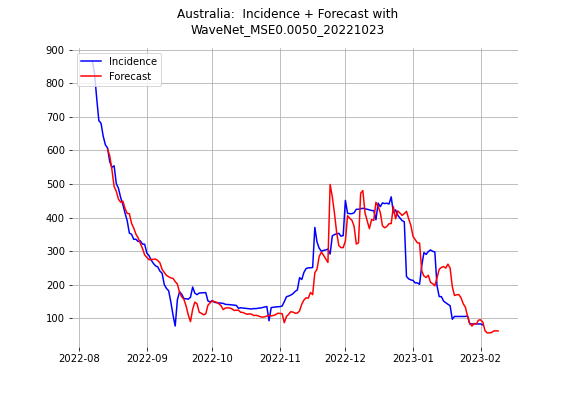 Australia:  Incidence + Forecast with
WaveNet_MSE0.0050_20221023
Incidence
Forecast
900
800
700
600
500
400
300
200
100
2022-08 2022-09 2022-10 2022-11 2022-12 2023-01 2023-02